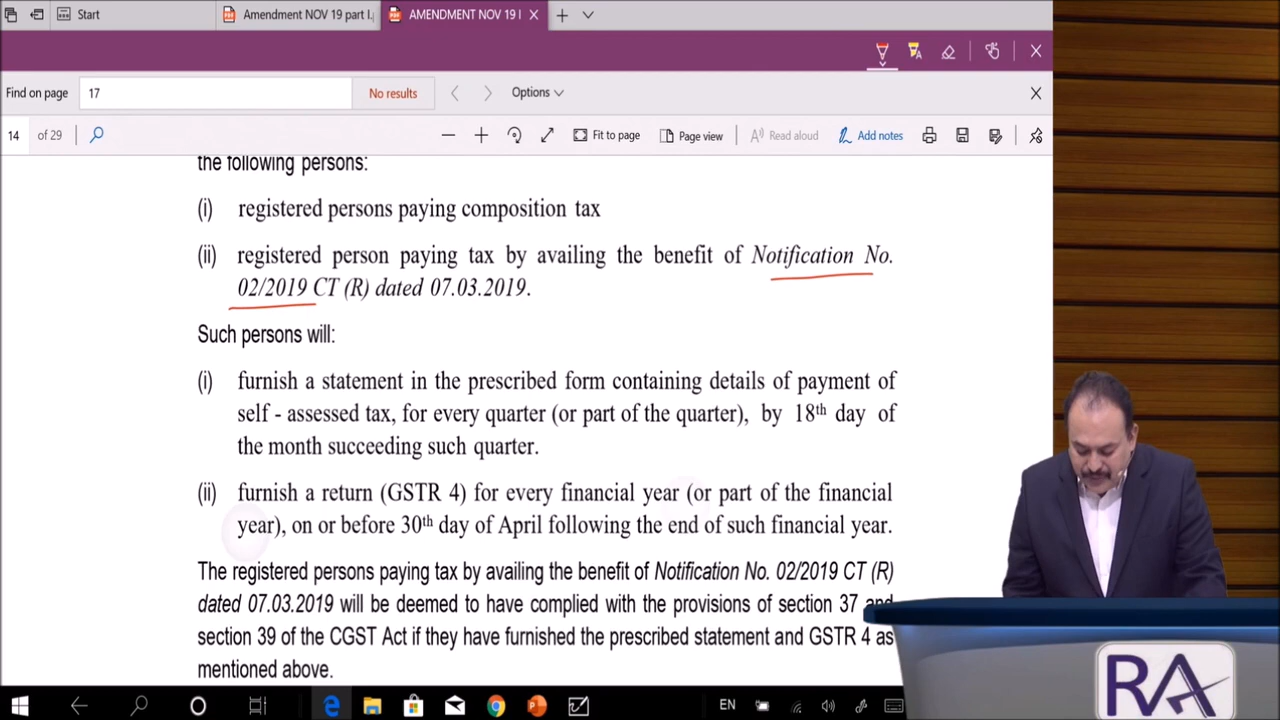 Start
Amendment NOV 19 part I.
AMENDMENT NOV 19 I
Find on page
17
No results
Options
14
of 29
Fit to page
Page view
Read aloud
Add notes
the following persons:
(i) registered persons paying composition tax
(ii) registered person paying tax by availing the benefit of Notification No.
02/2019 CT (R) dated 07.03.2019.
Such persons will:
(i) furnish a statement in the prescribed form containing details of payment of
self - assessed tax, for every quarter (or part of the quarter), by 18th day of
the month succeeding such quarter.
(ii) furnish a return (GSTR 4) for every financial year (or part of the financial
year), on or before 30th day of April following the end of such financial year.
The registered persons paying tax by availing the benefit of Notification No. 02/2019 CT (R)
dated 07.03.2019 will be deemed to have complied with the provisions of section 37 and
section 39 of the CGST Act if they have furnished the prescribed statement and GSTR 4 as
mentioned above.
EN
RA